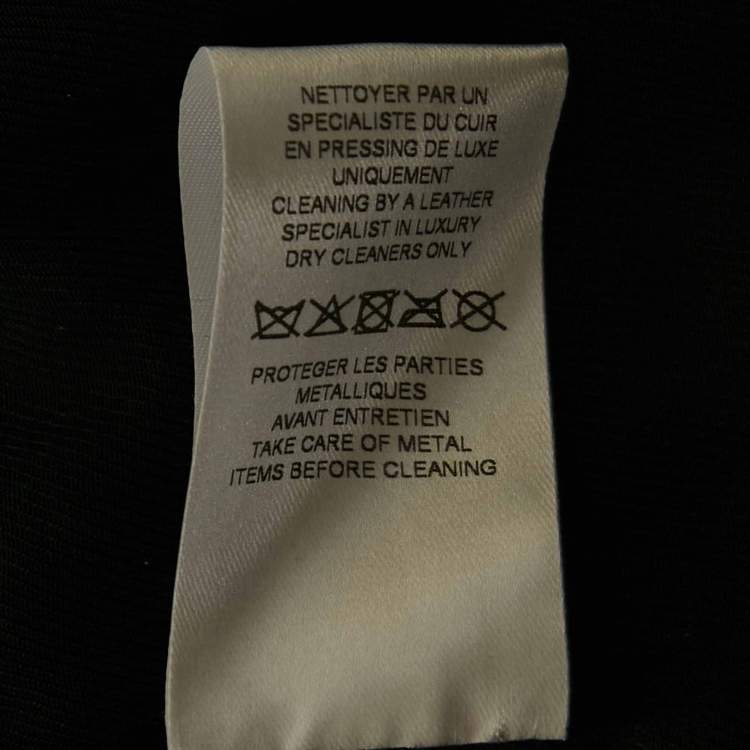 NETTOYER PAR UN
SPECIALISTE DU CUIR
EN PRESSING DE LUXE
UNIQUEMENT
CLEANING BY A LEATHER
SPECIALIST IN LUXURY
DRY CLEANERS ONLY
PROTEGER LES PARTIES
METALLIQUES
AVANT ENTRETIEN
TAKE CARE OF METAL
ITEMS BEFORE CLEANING